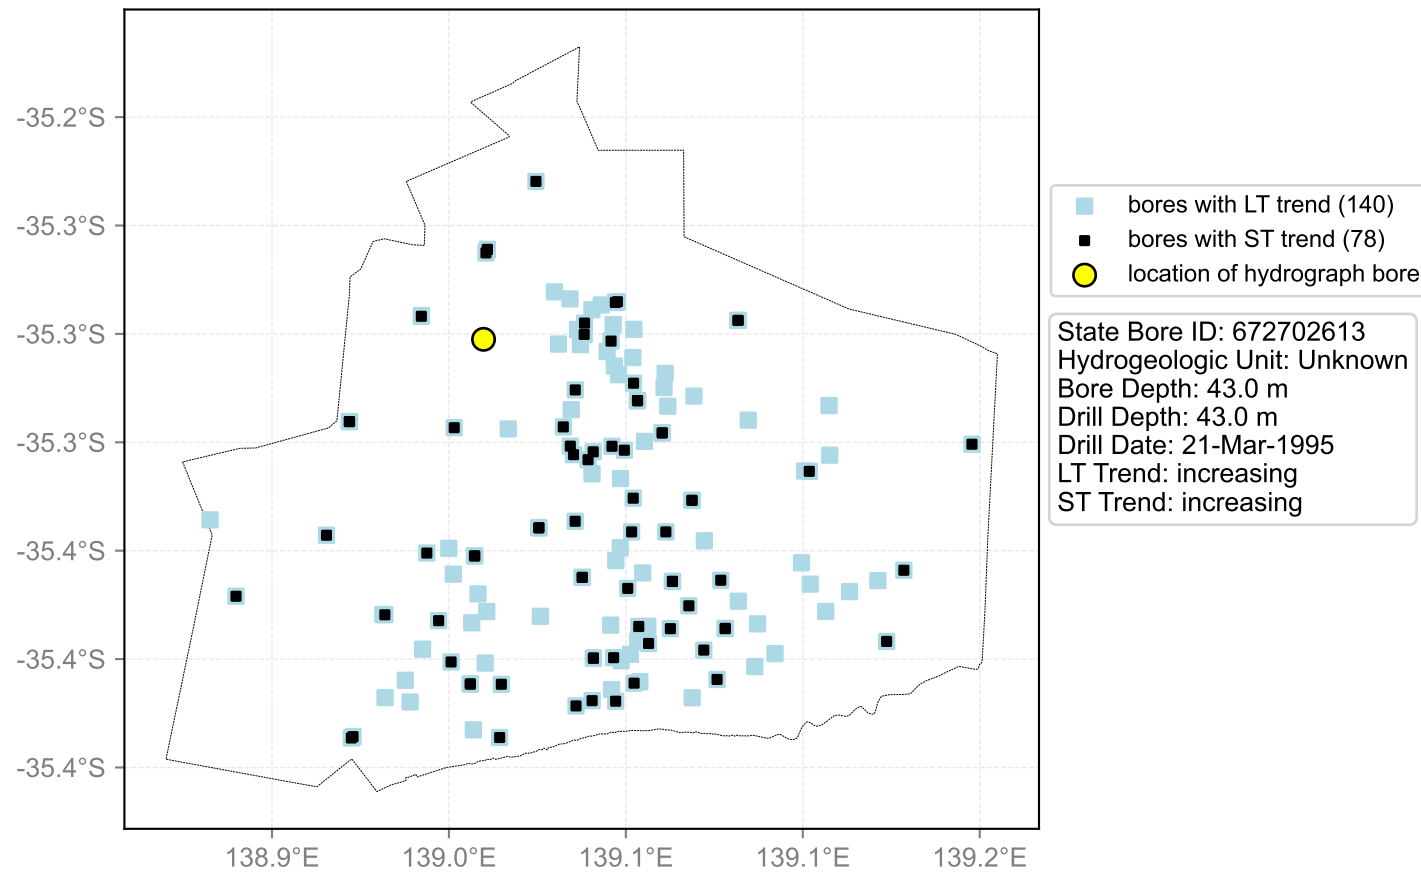 -35.2°S
-35.3°S
-35.3°S
-35.3°S
-35.4°S
-35.4°S
-35.4°S
138.9°E
139.0°E
139.1°E
139.1°E
139.2°E
bores with LT trend (140)
bores with ST trend (78)
location of hydrograph bore
State Bore ID: 672702613
Hydrogeologic Unit: Unknown
Bore Depth: 43.0 m
Drill Depth: 43.0 m
Drill Date: 21-Mar-1995
LT Trend: increasing
ST Trend: increasing